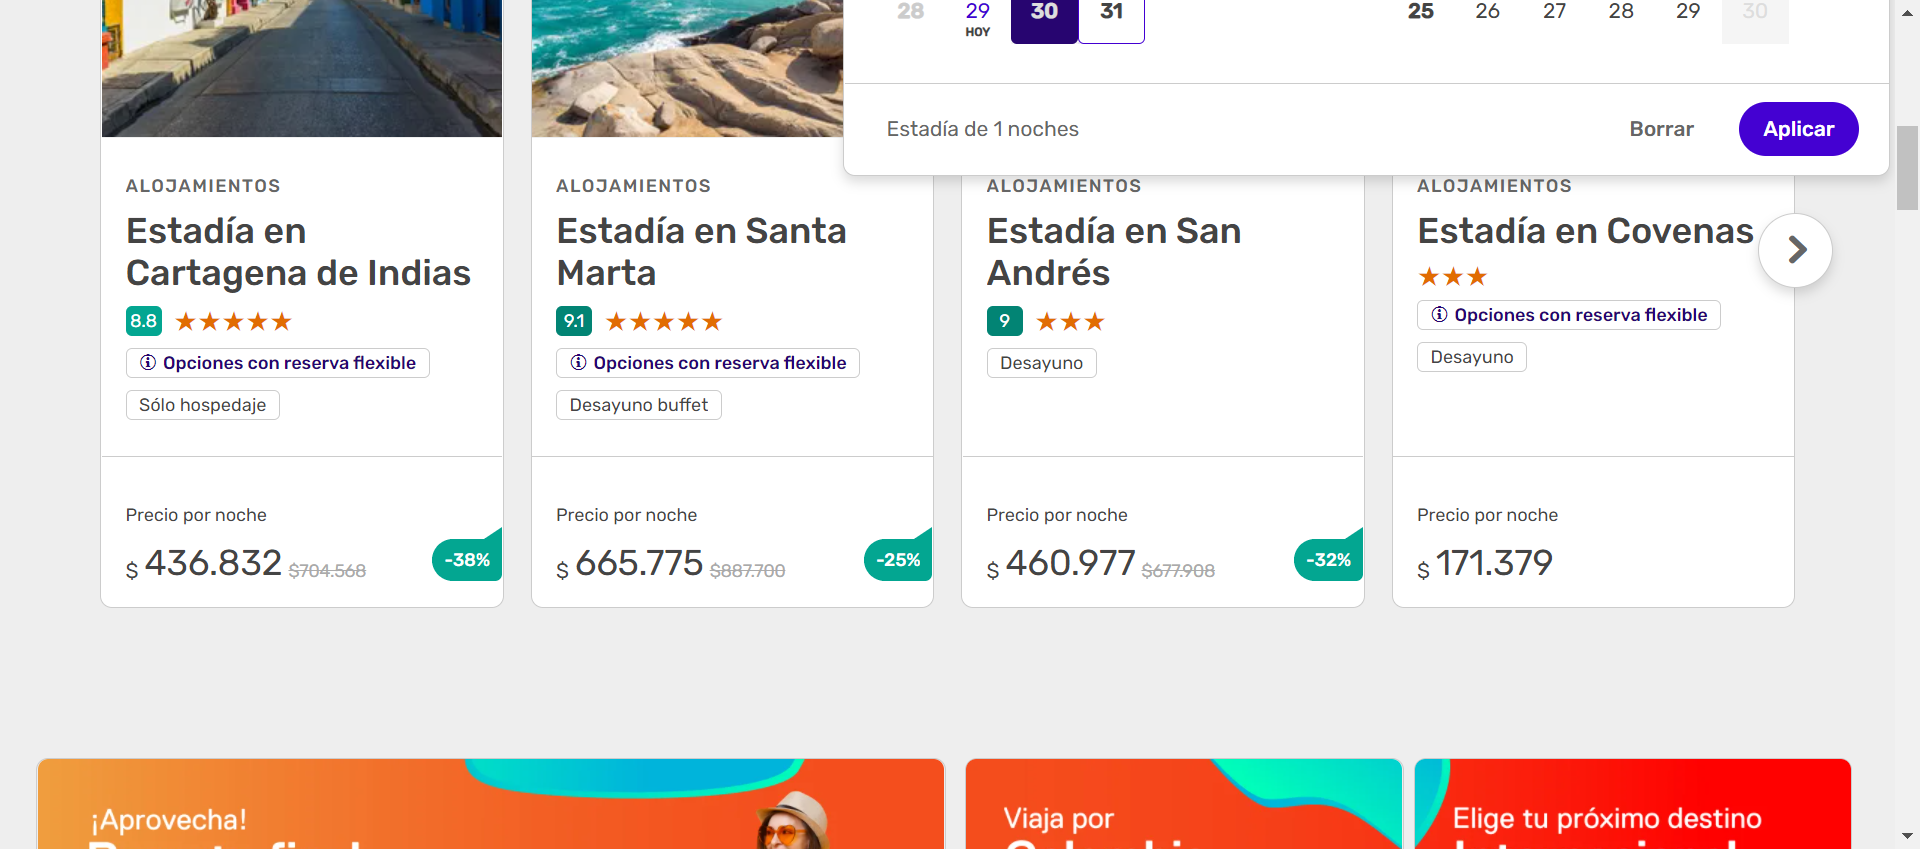 28 29 30 31 25 26 27 28 29 30
HOY
Estadía de 1 noches Borrar Aplicar
ALOJAMIENTOS
Estadía en
Cartagena de Indias
8.8
Opciones con reserva flexible
Sólo hospedaje
Precio por noche
$ 436.832 $704.568 -38%
ALOJAMIENTOS
Estadía en Santa
Marta
9.1
Opciones con reserva flexible
Desayuno buffet
Precio por noche
$ 665.775 $887.700 -25%
ALOJAMIENTOS
Estadía en San
Andrés
9
Desayuno
Precio por noche
$ 460.977 $677.908 -32%
ALOJAMIENTOS
Estadía en Covenas
Opciones con reserva flexible
Desayuno
Precio por noche
$ 171.379
¡Aprovecha!
Viaja por
Elige tu próximo destino